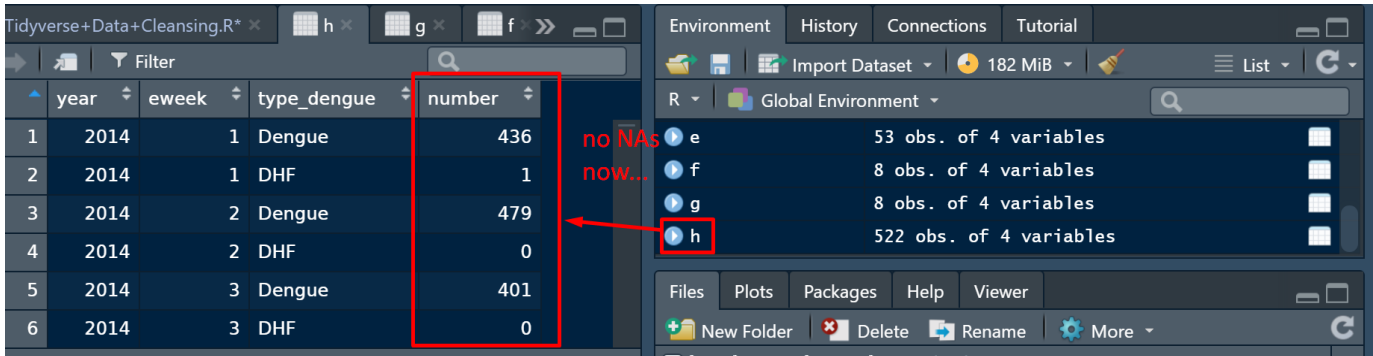 Tidyverse+Data+Cleansing.R* h g f
Filter
year eweek type_dengue number
1 2014 1 Dengue 436
2 2014 1 DHF 1
3 2014 2 Dengue 479
4 2014 2 DHF 0
5 2014 3 Dengue 401
6 2014 3 DHF 0
no NAs
now...
Environment History Connections Tutorial
Import Dataset 182 MiB List
R Global Environment
e 53 obs. of 4 variables
f 8 obs. of 4 variables
g 8 obs. of 4 variables
h 522 obs. of 4 variables
Files Plots Packages Help Viewer
New Folder Delete Rename More